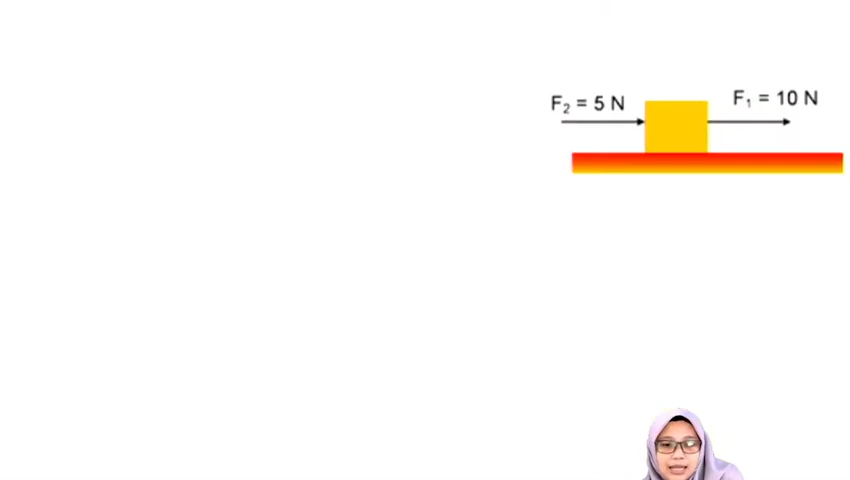 F₂ = 5 N
F₁ = 10 N